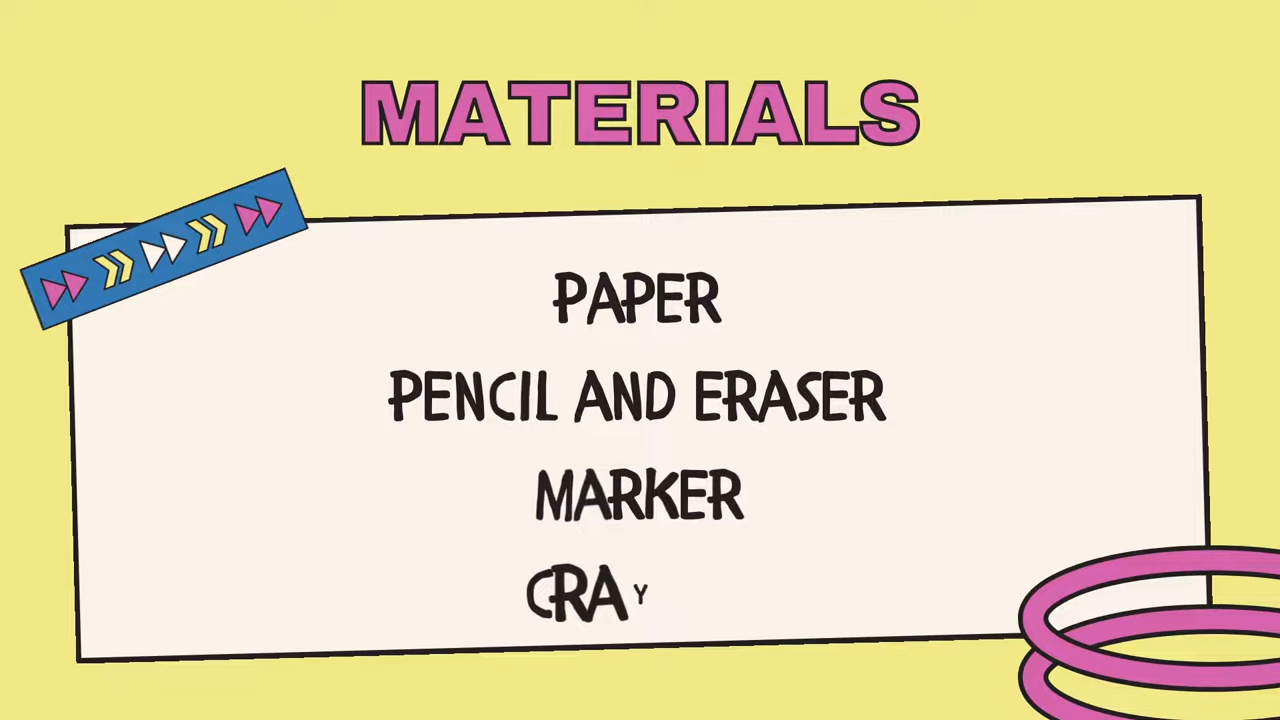 MATERIALS
PAPER
PENCIL AND ERASER
MARKER
CRAY